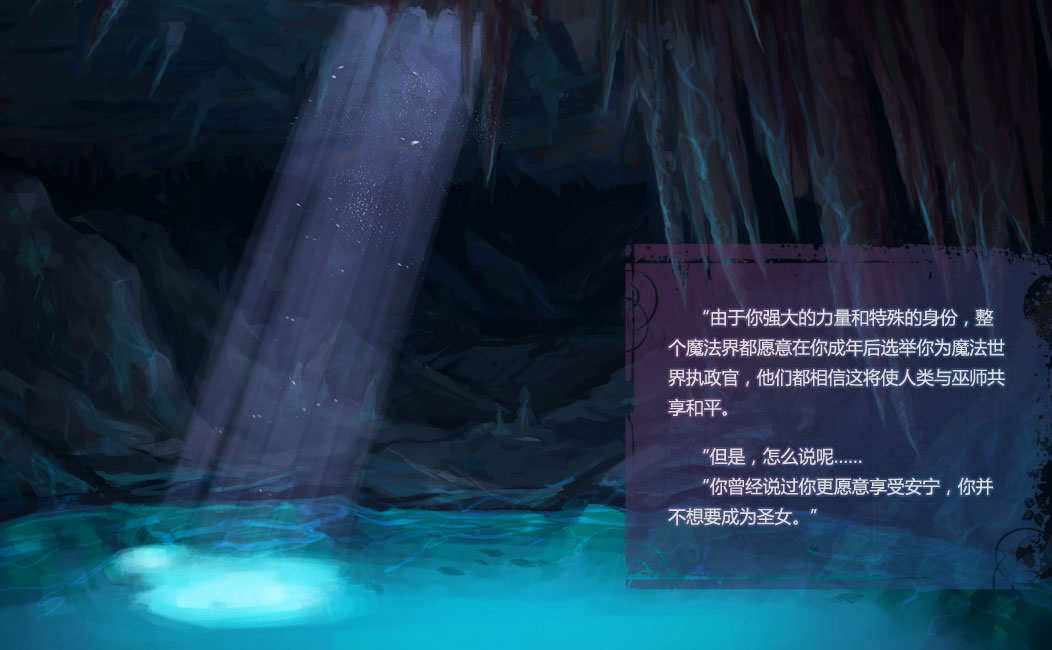 “由于你强大的力量和特殊的身份，整
个魔法界都愿意在你成年后选举你为魔法世
界执政官，他们都相信这将使人类与巫师共
享和平。
“但是，怎么说呢……
“你曾经说过你更愿意享受安宁，你并
不想要成为圣女。”